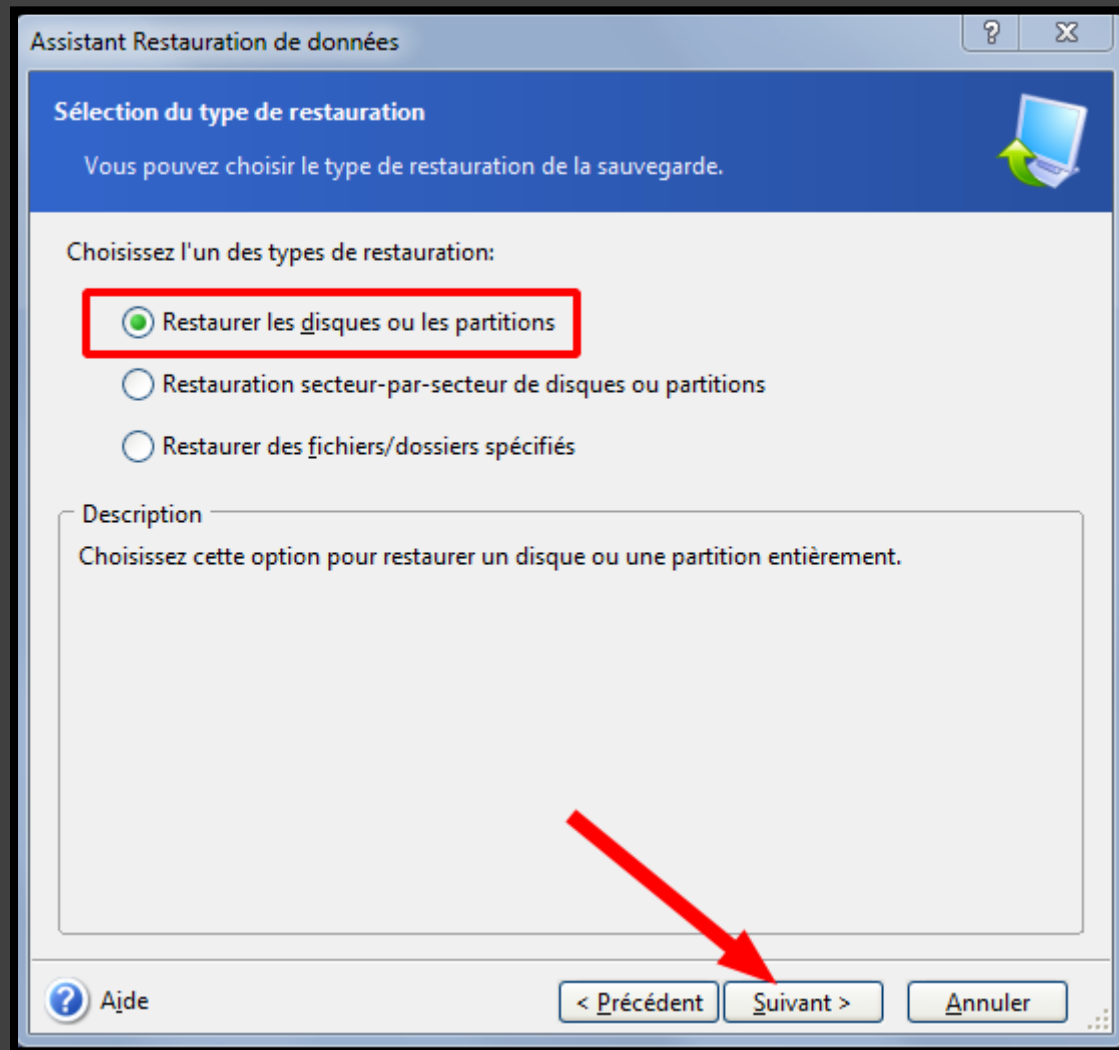 Assistant Restauration de données
Sélection du type de restauration
Vous pouvez choisir le type de restauration de la sauvegarde.
Choisissez l'un des types de restauration:
Restaurer les disques ou les partitions
Restauration secteur-par-secteur de disques ou partitions
Restaurer des fichiers/dossiers spécifiés
Description
Choisissez cette option pour restaurer un disque ou une partition entièrement.
? Aide
< Précédent
Suivant >
Annuler